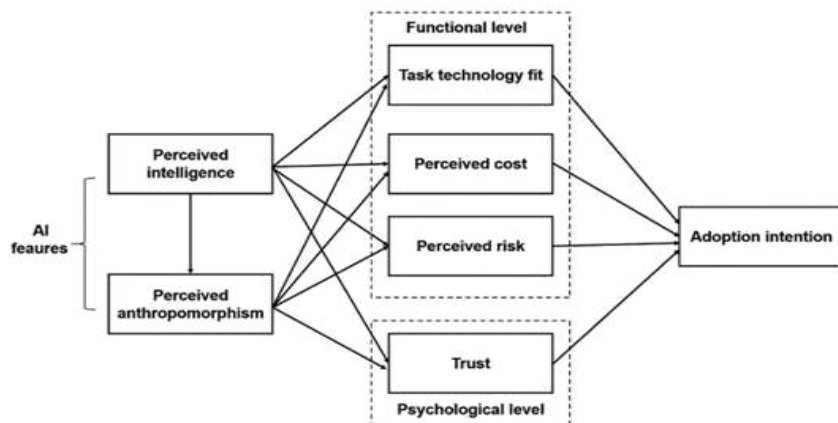 Functional level
Task technology fit
Perceived
intelligence
Perceived cost
AI
feaures
Perceived risk
Adoption intention
Perceived
anthropomorphism
Trust
Psychological level